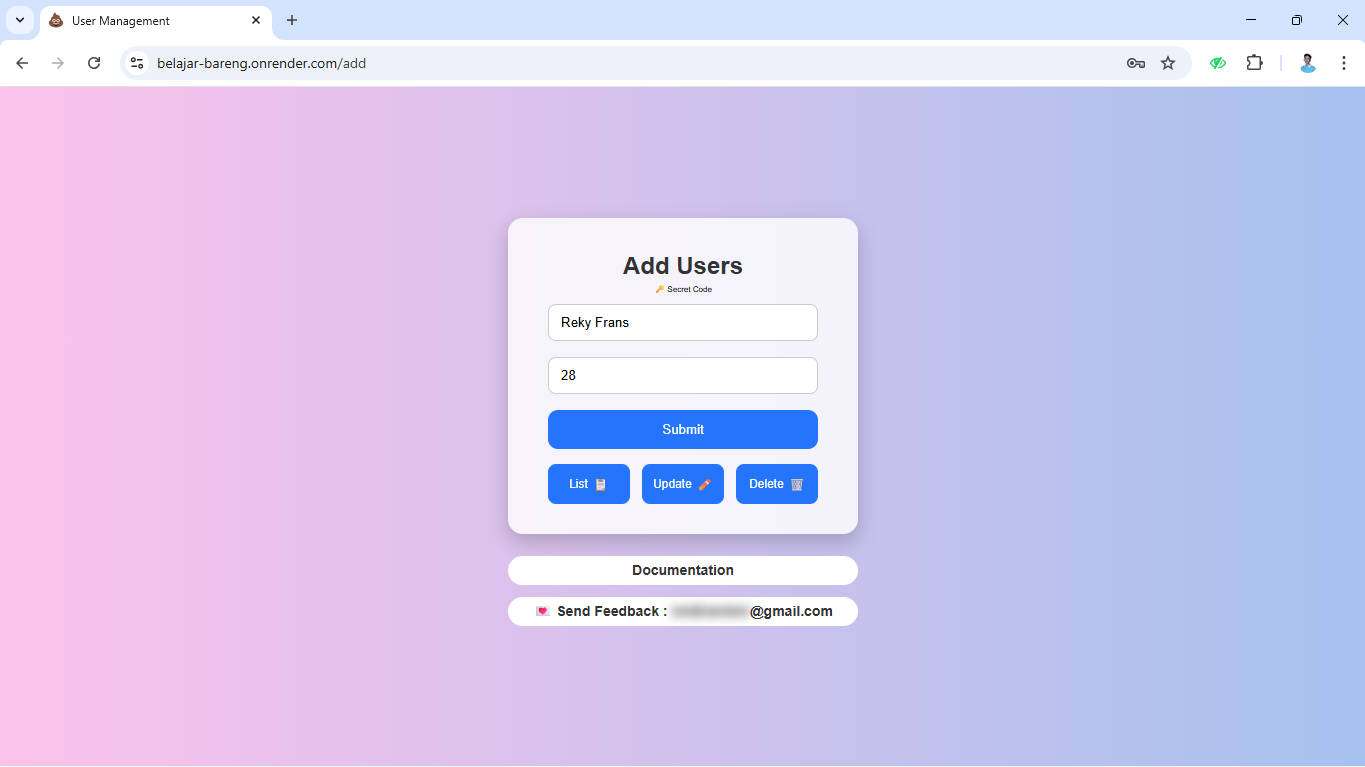 User Management
belajar-bareng.onrender.com/add
Add Users
🔑 Secret Code
Reky Frans
28
Submit
List 📋 Update ✏️ Delete 🗑️
Documentation
💌 Send Feedback : @gmail.com